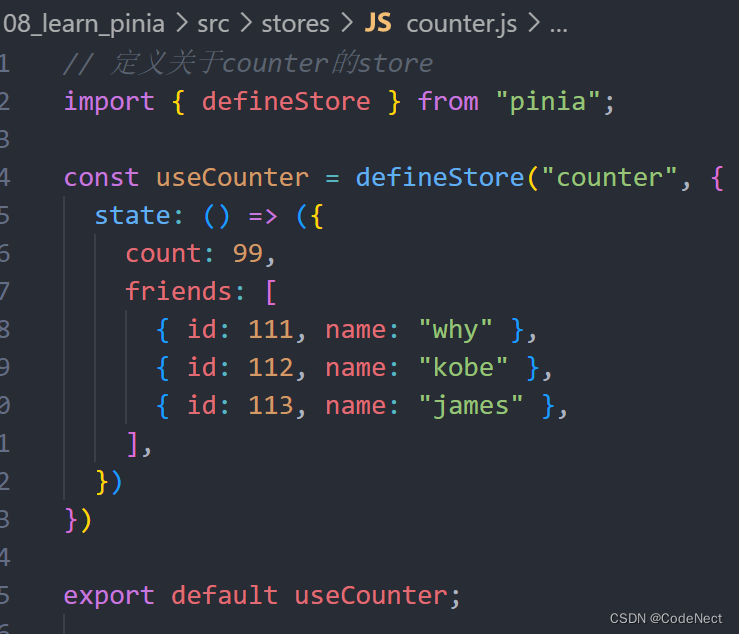 08_learn_pinia > src > stores > JS counter.js > ...
1 // 定义关于counter的store
2 import { defineStore } from "pinia";
3
4 const useCounter = defineStore("counter", {
5 state: () => ({
6 count: 99,
7 friends: [
8 { id: 111, name: "why" },
9 { id: 112, name: "kobe" },
0 { id: 113, name: "james" },
1 ],
2 })
3 })
4
5 export default useCounter;
6
CSDN @CodeNect